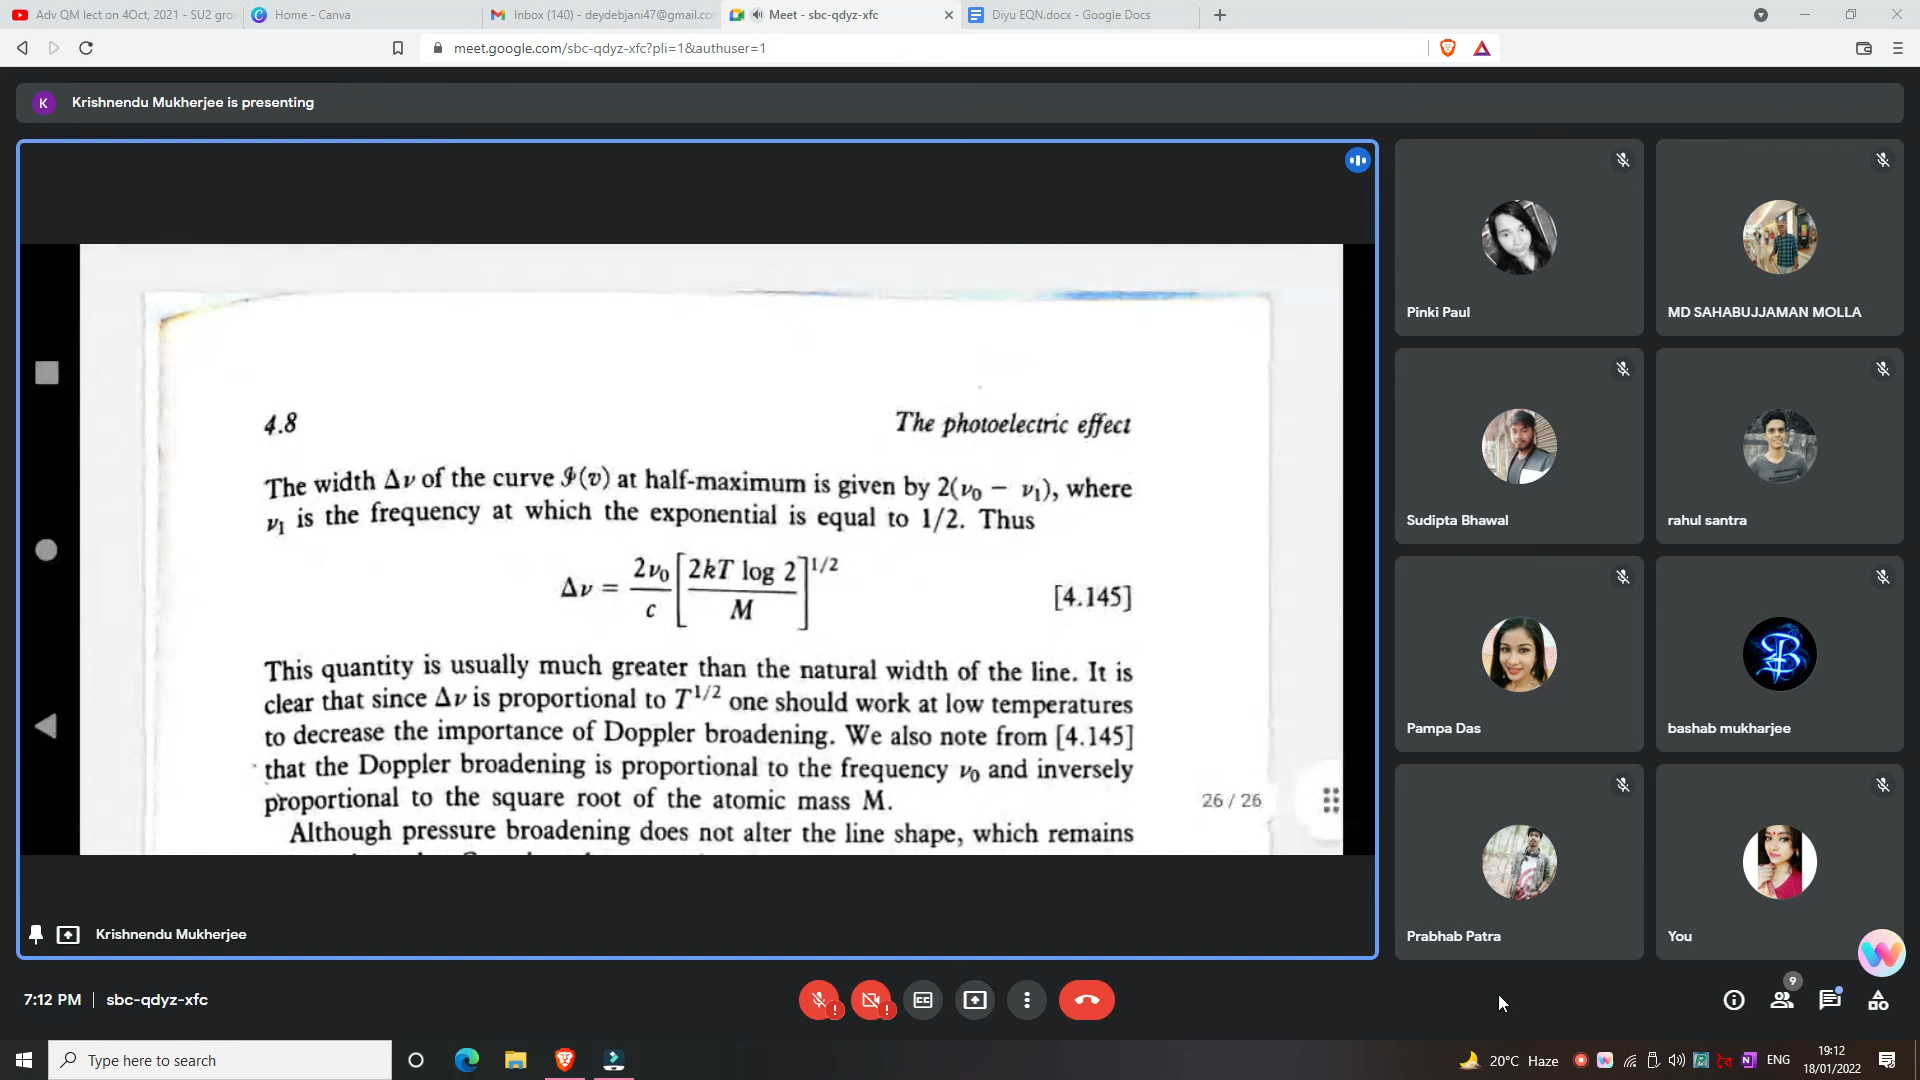 Adv QM lect on 4Oct, 2021 - SU2 grou
Home - Canva
Inbox (140) - deydebjani47@gmail.co
Meet - sbc-qdyz-xfc
Diyu EQN.docx - Google Docs
meet.google.com/sbc-qdyz-xfc?pli=1&authuser=1
K
Krishnendu Mukherjee is presenting
4.8 The photoelectric effect
The width Δν of the curve 𝓘(ν) at half-maximum is given by 2(ν₀ − ν₁), where
ν₁ is the frequency at which the exponential is equal to 1/2. Thus
Δν = 2ν₀/c [2kT log 2 / M]^1/2 [4.145]
This quantity is usually much greater than the natural width of the line. It is
clear that since Δν is proportional to T^1/2 one should work at low temperatures
to decrease the importance of Doppler broadening. We also note from [4.145]
that the Doppler broadening is proportional to the frequency ν₀ and inversely
proportional to the square root of the atomic mass M.
Although pressure broadening does not alter the line shape, which remains
26 / 26
Krishnendu Mukherjee
Pinki Paul
MD SAHABUJJAMAN MOLLA
Sudipta Bhawal
rahul santra
Pampa Das
bashab mukharjee
Prabhab Patra
You
7:12 PM | sbc-qdyz-xfc
9
Type here to search
20°C Haze
ENG
19:12
18/01/2022